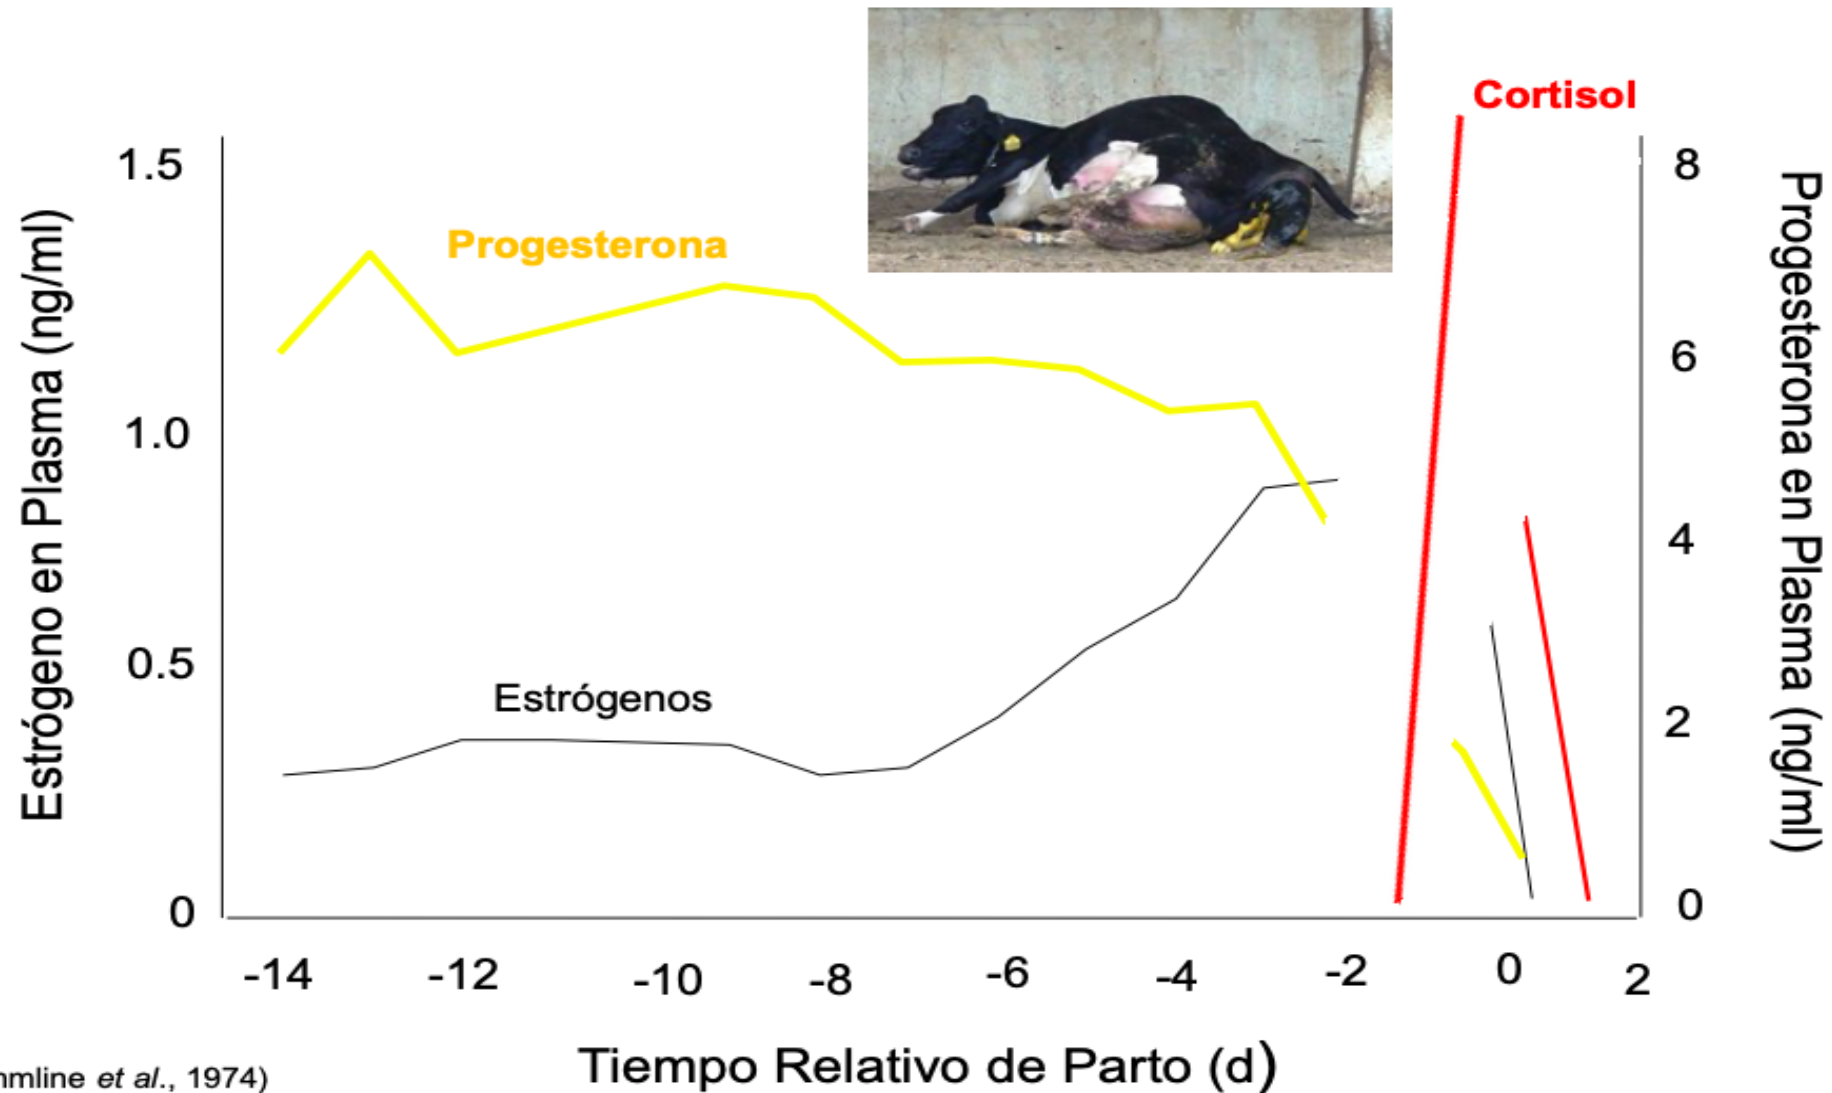 Cortisol
1.5
8
Progesterona
6
1.0
4
0.5
Estrógenos
2
0
0
Estrógeno en Plasma (ng/ml)
Progesterona en Plasma (ng/ml)
-14 -12 -10 -8 -6 -4 -2 0 2
Tiempo Relativo de Parto (d)
et al., 1974)